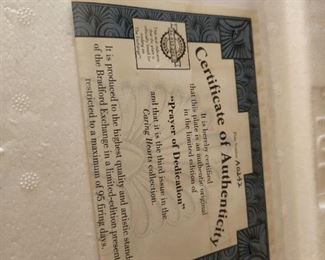 Certificate of Authenticity
It is hereby certified
that this plate is an authentic original
in the limited edition of
"Prayer of Dedication"
and that it is the third issue in the
Caring Hearts collection.
It is produced to the highest quality and artistic stand
of the Bradford Exchange in a limited-edition present
restricted to a maximum of 95 firing days.